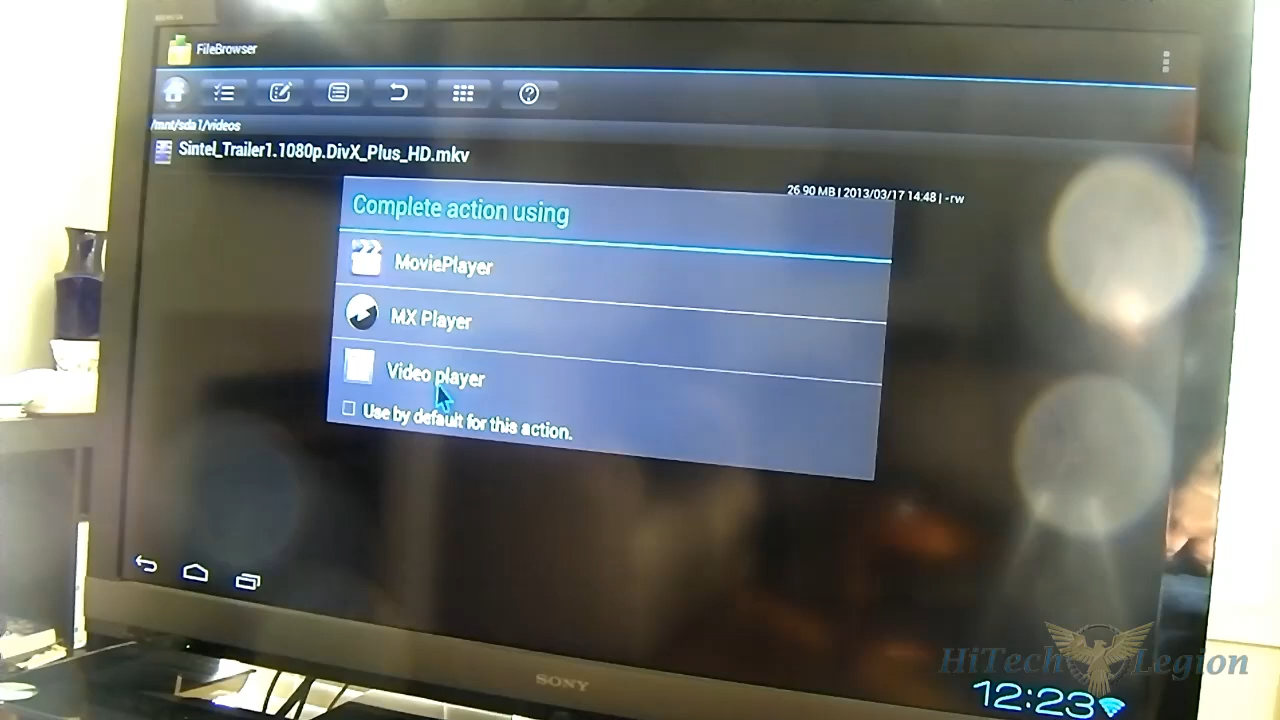 FileBrowser
/mnt/sda1/videos
Sintel_Trailer1.1080p.DivX_Plus_HD.mkv
26.90 MB | 2013/03/17 14:48 | -rw
Complete action using
MoviePlayer
MX Player
Video player
Use by default for this action.
SONY
HiTech Legion
12:23